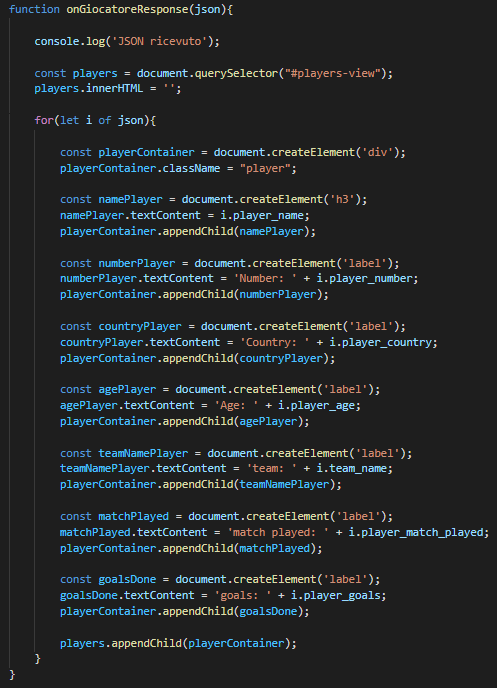 function onGiocatoreResponse(json){
console.log('JSON ricevuto');
const players = document.querySelector("#players-view");
players.innerHTML = '';
for(let i of json){
const playerContainer = document.createElement('div');
playerContainer.className = "player";
const namePlayer = document.createElement('h3');
namePlayer.textContent = i.player_name;
playerContainer.appendChild(namePlayer);
const numberPlayer = document.createElement('label');
numberPlayer.textContent = 'Number: ' + i.player_number;
playerContainer.appendChild(numberPlayer);
const countryPlayer = document.createElement('label');
countryPlayer.textContent = 'Country: ' + i.player_country;
playerContainer.appendChild(countryPlayer);
const agePlayer = document.createElement('label');
agePlayer.textContent = 'Age: ' + i.player_age;
playerContainer.appendChild(agePlayer);
const teamNamePlayer = document.createElement('label');
teamNamePlayer.textContent = 'team: ' + i.team_name;
playerContainer.appendChild(teamNamePlayer);
const matchPlayed = document.createElement('label');
matchPlayed.textContent = 'match played: ' + i.player_match_played;
playerContainer.appendChild(matchPlayed);
const goalsDone = document.createElement('label');
goalsDone.textContent = 'goals: ' + i.player_goals;
playerContainer.appendChild(goalsDone);
players.appendChild(playerContainer);
}
}